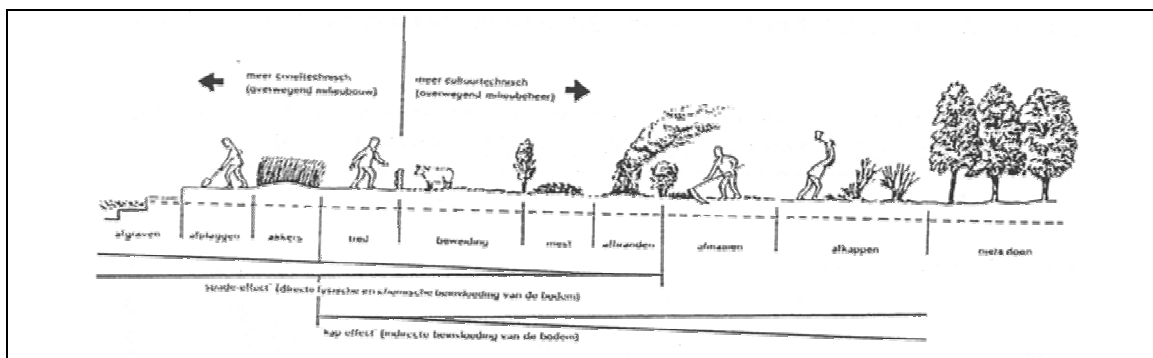 meer civieltechnisch
(overwegend milieubouw)
meer cultuurtechnisch
(overwegend milieubeheer)
afgraven
afplaggen
akkers
tred
beweiding
mest
afbranden
afmaaien
afkappen
niets doen
spade-effect (directe fysische en chemische beïnvloeding van de bodem)
kap effect (indirecte beïnvloeding van de bodem)